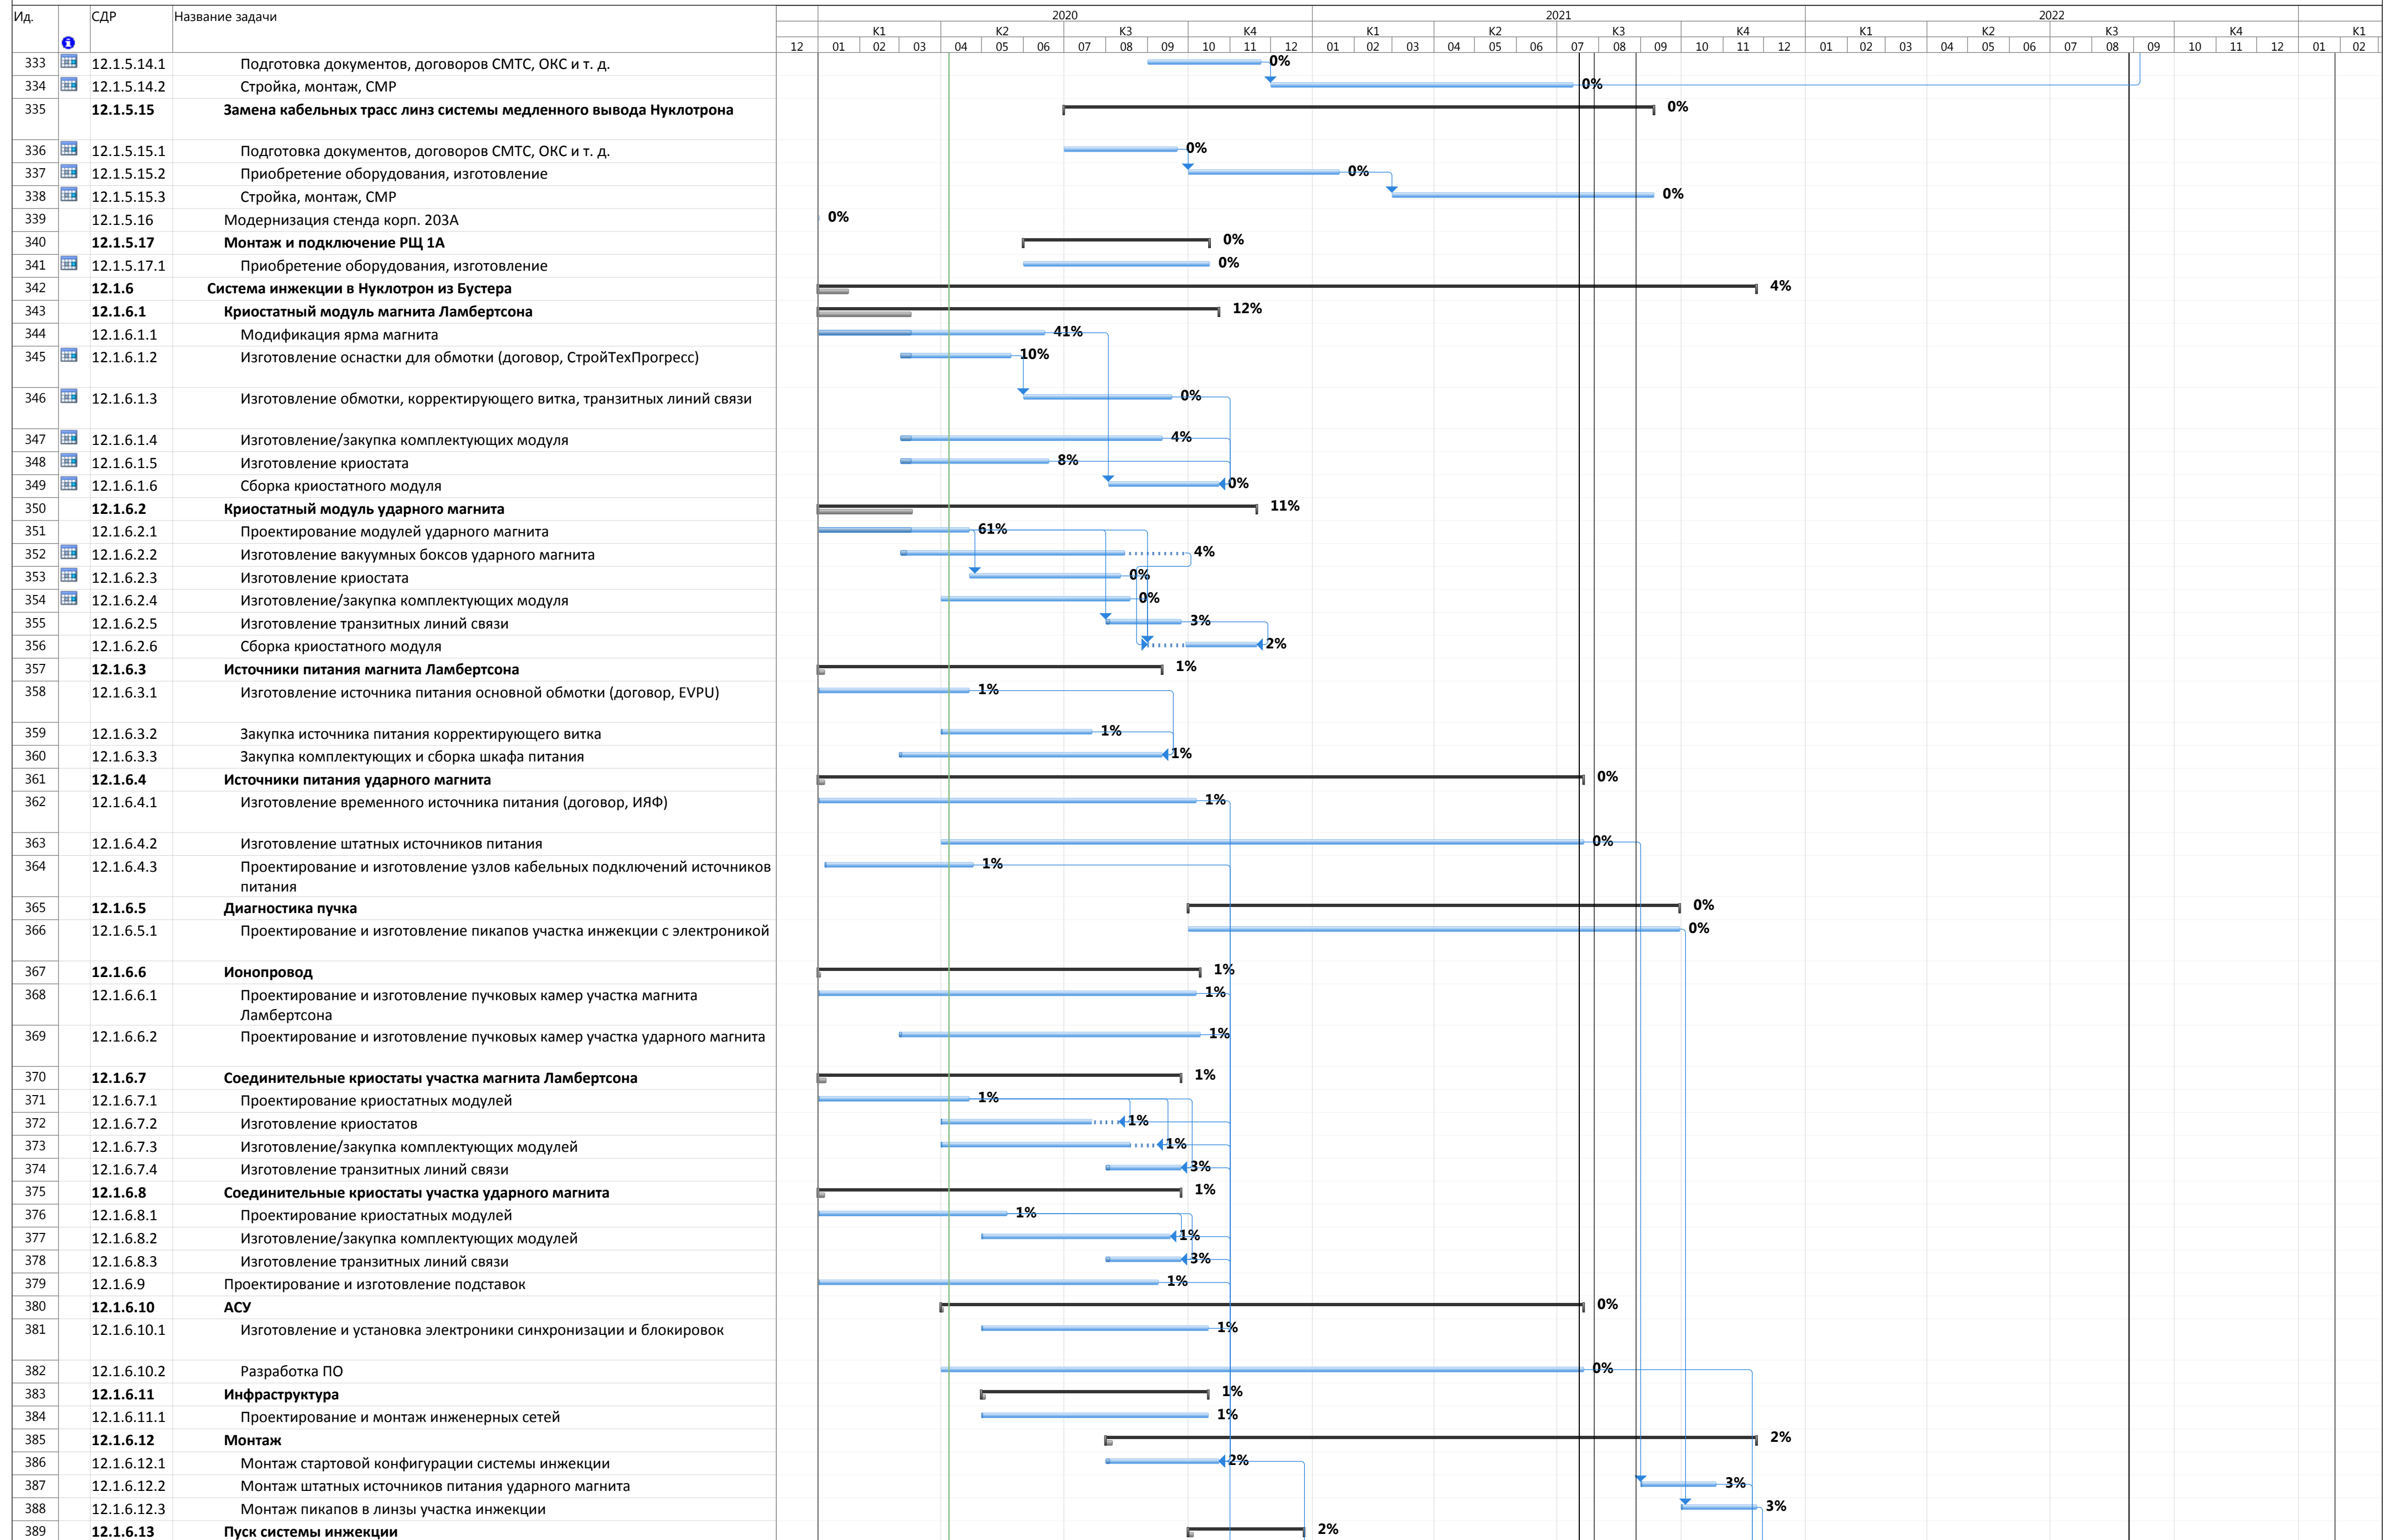 Ид. СДР Название задачи 2020 2021 2022
К1 К2 К3 К4 К1 К2 К3 К4 К1 К2 К3 К4 К1
12 01 02 03 04 05 06 07 08 09 10 11 12 01 02 03 04 05 06 07 08 09 10 11 12 01 02 03 04 05 06 07 08 09 10 11 12 01 02
333 12.1.5.14.1 Подготовка документов, договоров СМТС, ОКС и т. д. 0%
334 12.1.5.14.2 Стройка, монтаж, СМР 0%
335 12.1.5.15 Замена кабельных трасс линз системы медленного вывода Нуклотрона 0%
336 12.1.5.15.1 Подготовка документов, договоров СМТС, ОКС и т. д. 0%
337 12.1.5.15.2 Приобретение оборудования, изготовление 0%
338 12.1.5.15.3 Стройка, монтаж, СМР 0%
339 12.1.5.16 Модернизация стенда корп. 203А 0%
340 12.1.5.17 Монтаж и подключение РЩ 1А 0%
341 12.1.5.17.1 Приобретение оборудования, изготовление 0%
342 12.1.6 Система инжекции в Нуклотрон из Бустера 4%
343 12.1.6.1 Криостатный модуль магнита Ламбертсона 12%
344 12.1.6.1.1 Модификация ярма магнита 41%
345 12.1.6.1.2 Изготовление оснастки для обмотки (договор, СтройТехПрогресс) 10%
346 12.1.6.1.3 Изготовление обмотки, корректирующего витка, транзитных линий связи 0%
347 12.1.6.1.4 Изготовление/закупка комплектующих модуля 4%
348 12.1.6.1.5 Изготовление криостата 8%
349 12.1.6.1.6 Сборка криостатного модуля 0%
350 12.1.6.2 Криостатный модуль ударного магнита 11%
351 12.1.6.2.1 Проектирование модулей ударного магнита 61%
352 12.1.6.2.2 Изготовление вакуумных боксов ударного магнита 4%
353 12.1.6.2.3 Изготовление криостата 0%
354 12.1.6.2.4 Изготовление/закупка комплектующих модуля 0%
355 12.1.6.2.5 Изготовление транзитных линий связи 3%
356 12.1.6.2.6 Сборка криостатного модуля 2%
357 12.1.6.3 Источники питания магнита Ламбертсона 1%
358 12.1.6.3.1 Изготовление источника питания основной обмотки (договор, EVPU) 1%
359 12.1.6.3.2 Закупка источника питания корректирующего витка 1%
360 12.1.6.3.3 Закупка комплектующих и сборка шкафа питания 1%
361 12.1.6.4 Источники питания ударного магнита 0%
362 12.1.6.4.1 Изготовление временного источника питания (договор, ИЯФ) 1%
363 12.1.6.4.2 Изготовление штатных источников питания 0%
364 12.1.6.4.3 Проектирование и изготовление узлов кабельных подключений источников 1%
питания
365 12.1.6.5 Диагностика пучка 0%
366 12.1.6.5.1 Проектирование и изготовление пикапов участка инжекции с электроникой 0%
367 12.1.6.6 Ионопровод 1%
368 12.1.6.6.1 Проектирование и изготовление пучковых камер участка магнита 1%
Ламбертсона
369 12.1.6.6.2 Проектирование и изготовление пучковых камер участка ударного магнита 1%
370 12.1.6.7 Соединительные криостаты участка магнита Ламбертсона 1%
371 12.1.6.7.1 Проектирование криостатных модулей 1%
372 12.1.6.7.2 Изготовление криостатов 1%
373 12.1.6.7.3 Изготовление/закупка комплектующих модулей 1%
374 12.1.6.7.4 Изготовление транзитных линий связи 3%
375 12.1.6.8 Соединительные криостаты участка ударного магнита 1%
376 12.1.6.8.1 Проектирование криостатных модулей 1%
377 12.1.6.8.2 Изготовление/закупка комплектующих модулей 1%
378 12.1.6.8.3 Изготовление транзитных линий связи 3%
379 12.1.6.9 Проектирование и изготовление подставок 1%
380 12.1.6.10 АСУ 0%
381 12.1.6.10.1 Изготовление и установка электроники синхронизации и блокировок 1%
382 12.1.6.10.2 Разработка ПО 0%
383 12.1.6.11 Инфраструктура 1%
384 12.1.6.11.1 Проектирование и монтаж инженерных сетей 1%
385 12.1.6.12 Монтаж 2%
386 12.1.6.12.1 Монтаж стартовой конфигурации системы инжекции 2%
387 12.1.6.12.2 Монтаж штатных источников питания ударного магнита 3%
388 12.1.6.12.3 Монтаж пикапов в линзы участка инжекции 3%
389 12.1.6.13 Пуск системы инжекции 2%